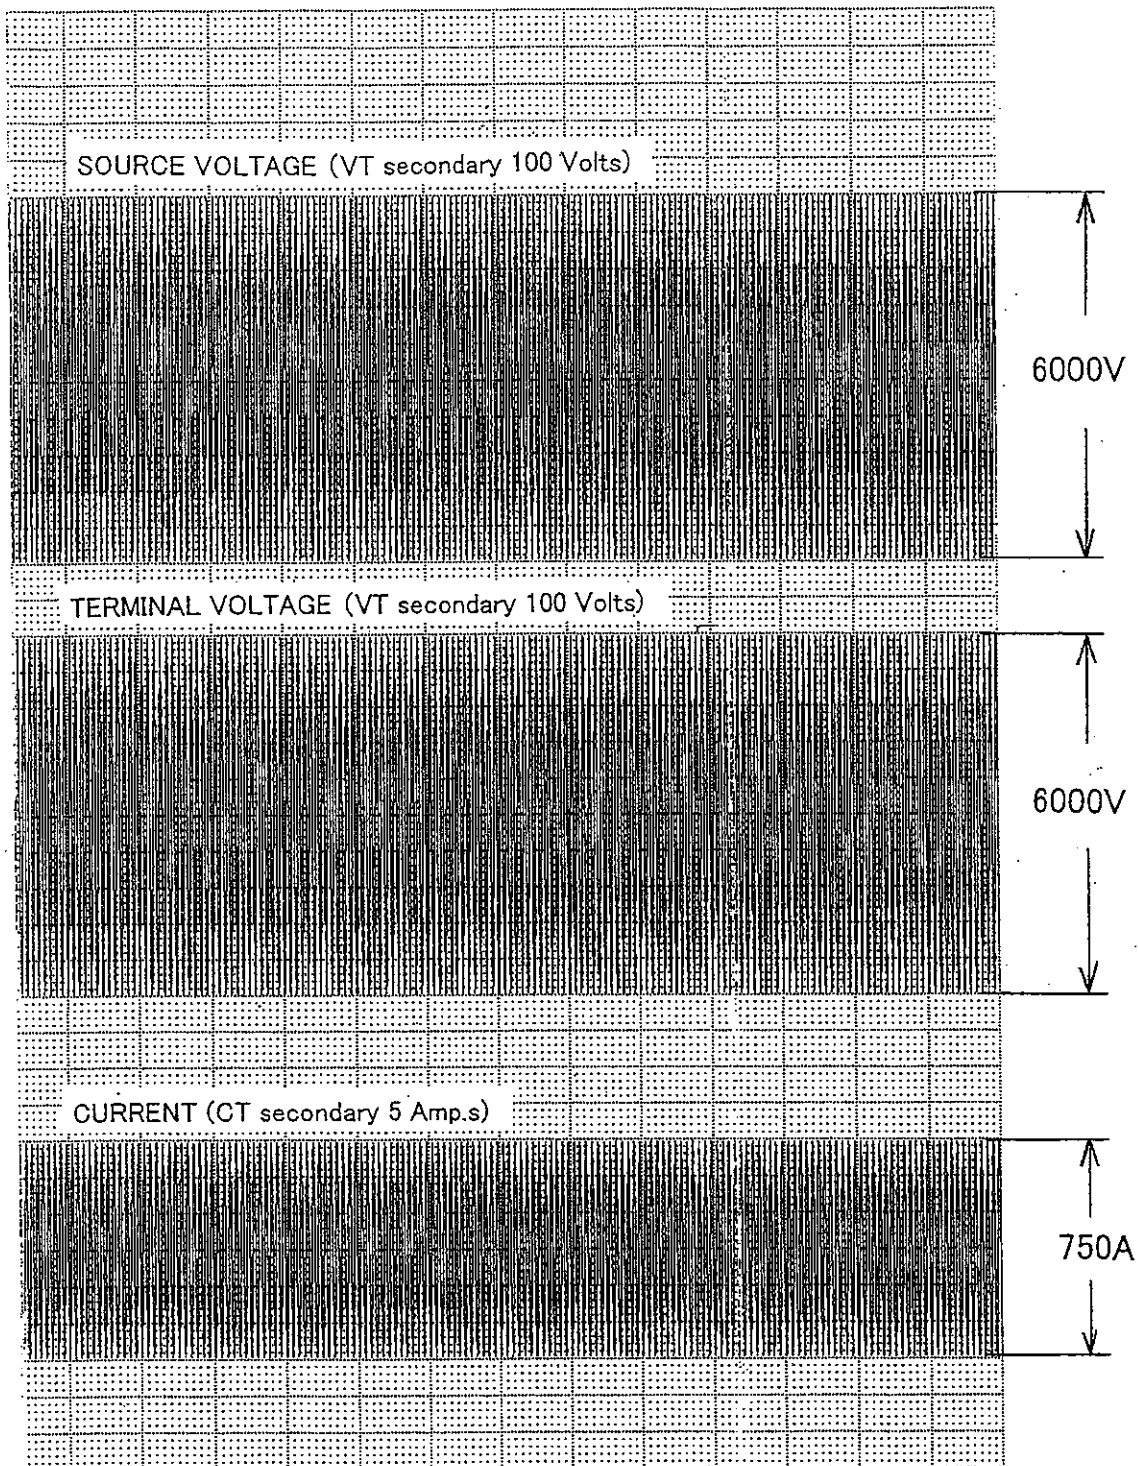 SOURCE VOLTAGE (VT secondary 100 Volts)
6000V
TERMINAL VOLTAGE (VT secondary 100 Volts)
6000V
CURRENT (CT secondary 5 Amp.s)
750A